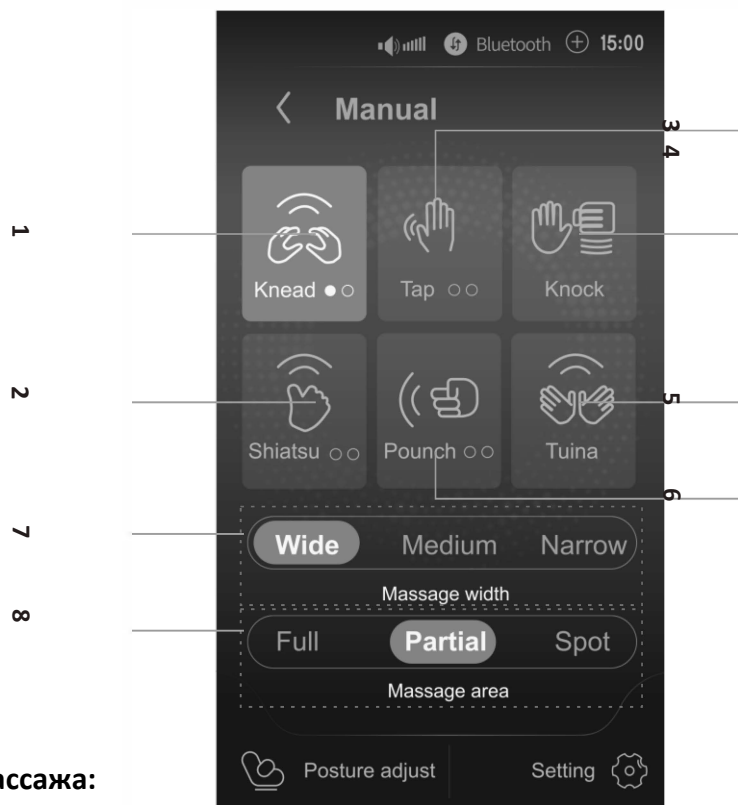 Bluetooth 15:00
Manual
3
4
1
Knead Tap Knock
2
5
Shiatsu Pounch Tuina
6
7
Wide Medium Narrow
Massage width
8
Full Partial Spot
Massage area
Posture adjust Setting
ассажа: